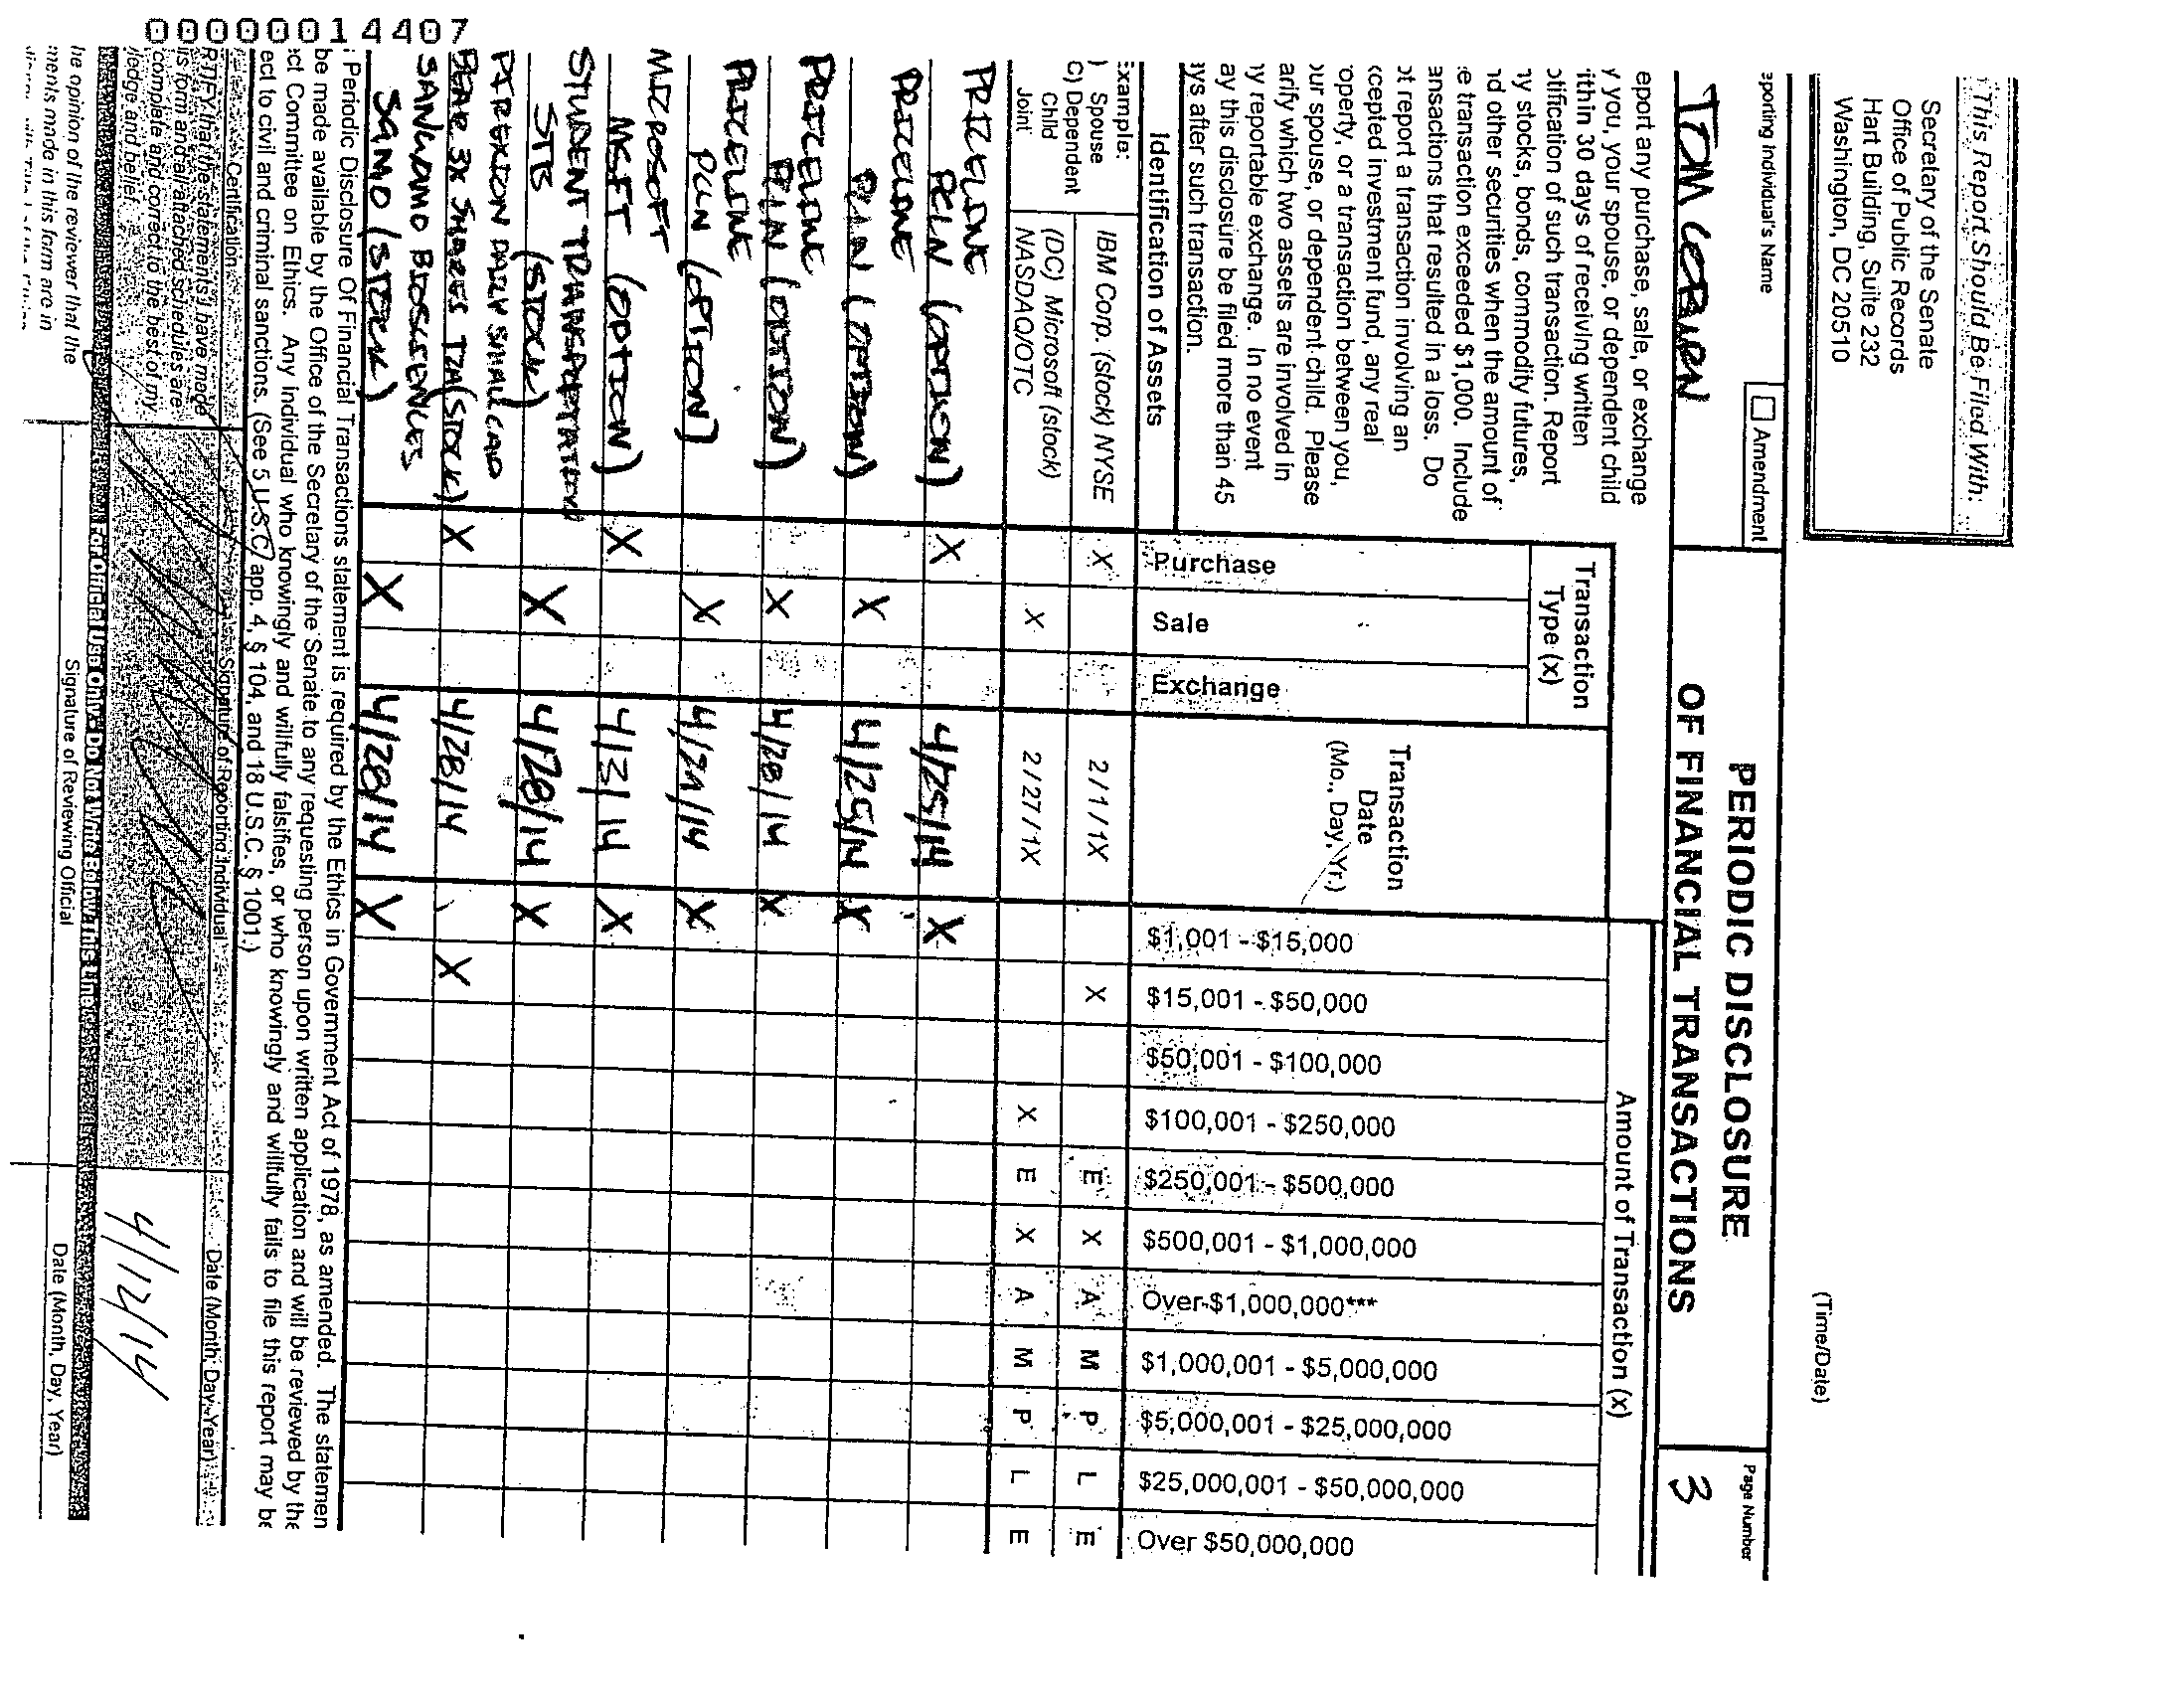 (Time/Date)
This Report Should Be Filed With:
Secretary of the Senate
Office of Public Records
Hart Building, Suite 232
Washington, DC 20510
eporting Individual's Name
Amendment
TOM COBURN
PERIODIC DISCLOSURE
OF FINANCIAL TRANSACTIONS
Page Number
3
eport any purchase, sale, or exchange
y you, your spouse, or dependent child
ithin 30 days of receiving written
otification of such transaction. Report
ny stocks, bonds, commodity futures,
nd other securities when the amount of
e transaction exceeded $1,000. Include
ansactions that resulted in a loss. Do
ot report a transaction involving an
xcepted investment fund, any real
operty, or a transaction between you,
our spouse, or dependent child. Please
arify which two assets are involved in
ny reportable exchange. In no event
ay this disclosure be filed more than 45
ays after such transaction.
Identification of Assets
Transaction
Type (x)
Purchase
Sale
Exchange
Transaction
Date
(Mo., Day, Yr.)
Amount of Transaction (x)
$1,001 - $15,000
$15,001 - $50,000
$50,001 - $100,000
$100,001 - $250,000
$250,001 - $500,000
$500,001 - $1,000,000
Over $1,000,000***
$1,000,001 - $5,000,000
$5,000,001 - $25,000,000
$25,000,001 - $50,000,000
Over $50,000,000
Example:
) Spouse
C) Dependent
Child
Joint
IBM Corp. (stock) NYSE X 2/1/1X X E X A M P L E
(DC) Microsoft (stock)
NASDAQ/OTC X 2/27/1X X E X A M P L E
PRICELINE
PCLN (OPTION) X 4/25/14 X
PRICELINE
PCLN (OPTION) X 4/25/14 X
PRICELINE
PCLN (OPTION) X 4/28/14 X
PRICELINE
PCLN (OPTION) X 4/29/14 X
MICROSOFT
MSFT (OPTION) X 4/3/14 X
STUDENT TRANSPORTATION
STB (STOCK) X 4/28/14 X
DIREXION DAILY SMALL CAP
BEAR 3X SHARES TZA (STOCK) X 4/28/14 X
SANGAMO BIOSCIENCES
SGMO (STOCK) X 4/28/14 X
Periodic Disclosure Of Financial Transactions statement is required by the Ethics in Government Act of 1978, as amended. The statemen
be made available by the Office of the Secretary of the Senate to any requesting person upon written application and will be reviewed by the
ct Committee on Ethics. Any individual who knowingly and willfully falsifies, or who knowingly and willfully fails to file this report may be
ect to civil and criminal sanctions. (See 5 U.S.C. app. 4, § 104, and 18 U.S.C. § 1001.)
Certification
Signature of Reporting Individual
Date (Month, Day, Year)
RTIFY that the statements I have made
is form and all attached schedules are
complete and correct to the best of my
ledge and belief.
4/12/14
For Official Use Only - Do Not Write Below This Line
he opinion of the reviewer that the
ments made in this form are in
Signature of Reviewing Official
Date (Month, Day, Year)
00000014407